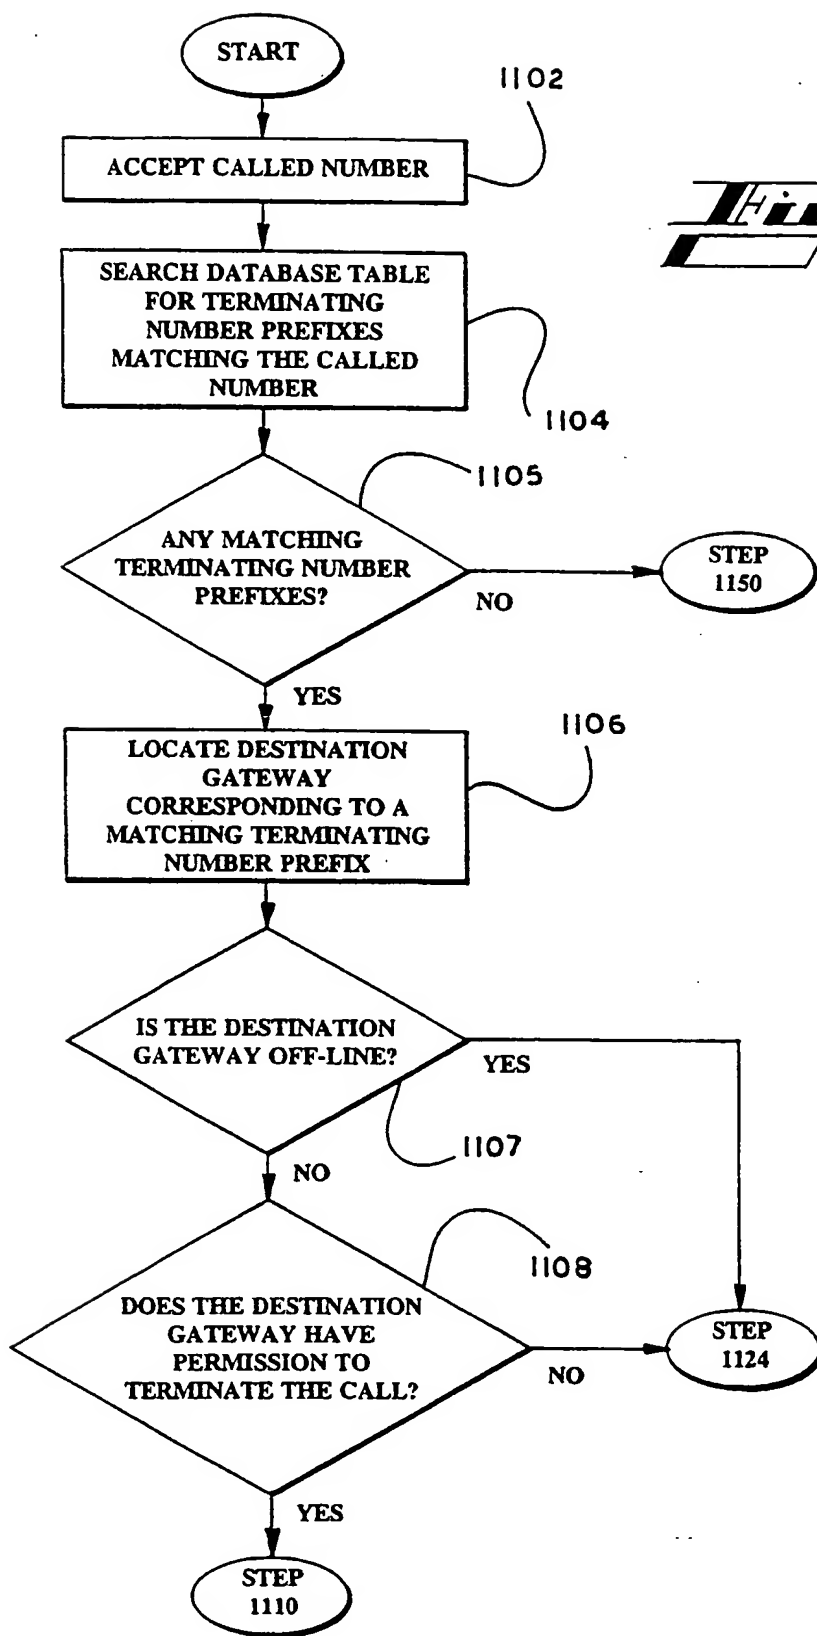 START
1102
ACCEPT CALLED NUMBER
SEARCH DATABASE TABLE
FOR TERMINATING
NUMBER PREFIXES
MATCHING THE CALLED
NUMBER
1104
1105
ANY MATCHING
TERMINATING NUMBER
PREFIXES?
NO
STEP
1150
YES
1106
LOCATE DESTINATION
GATEWAY
CORRESPONDING TO A
MATCHING TERMINATING
NUMBER PREFIX
IS THE DESTINATION
GATEWAY OFF-LINE?
YES
1107
NO
1108
DOES THE DESTINATION
GATEWAY HAVE
PERMISSION TO
TERMINATE THE CALL?
NO
STEP
1124
YES
STEP
1110